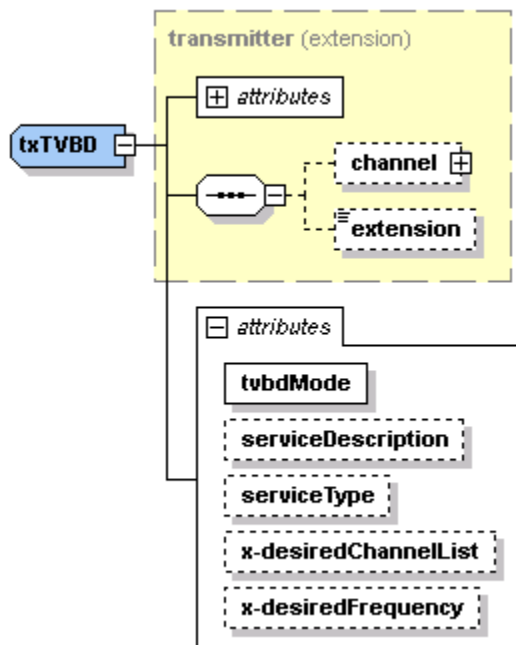 transmitter (extension)
attributes
txTVBD
channel
extension
attributes
tvbdMode
serviceDescription
serviceType
x-desiredChannelList
x-desiredFrequency